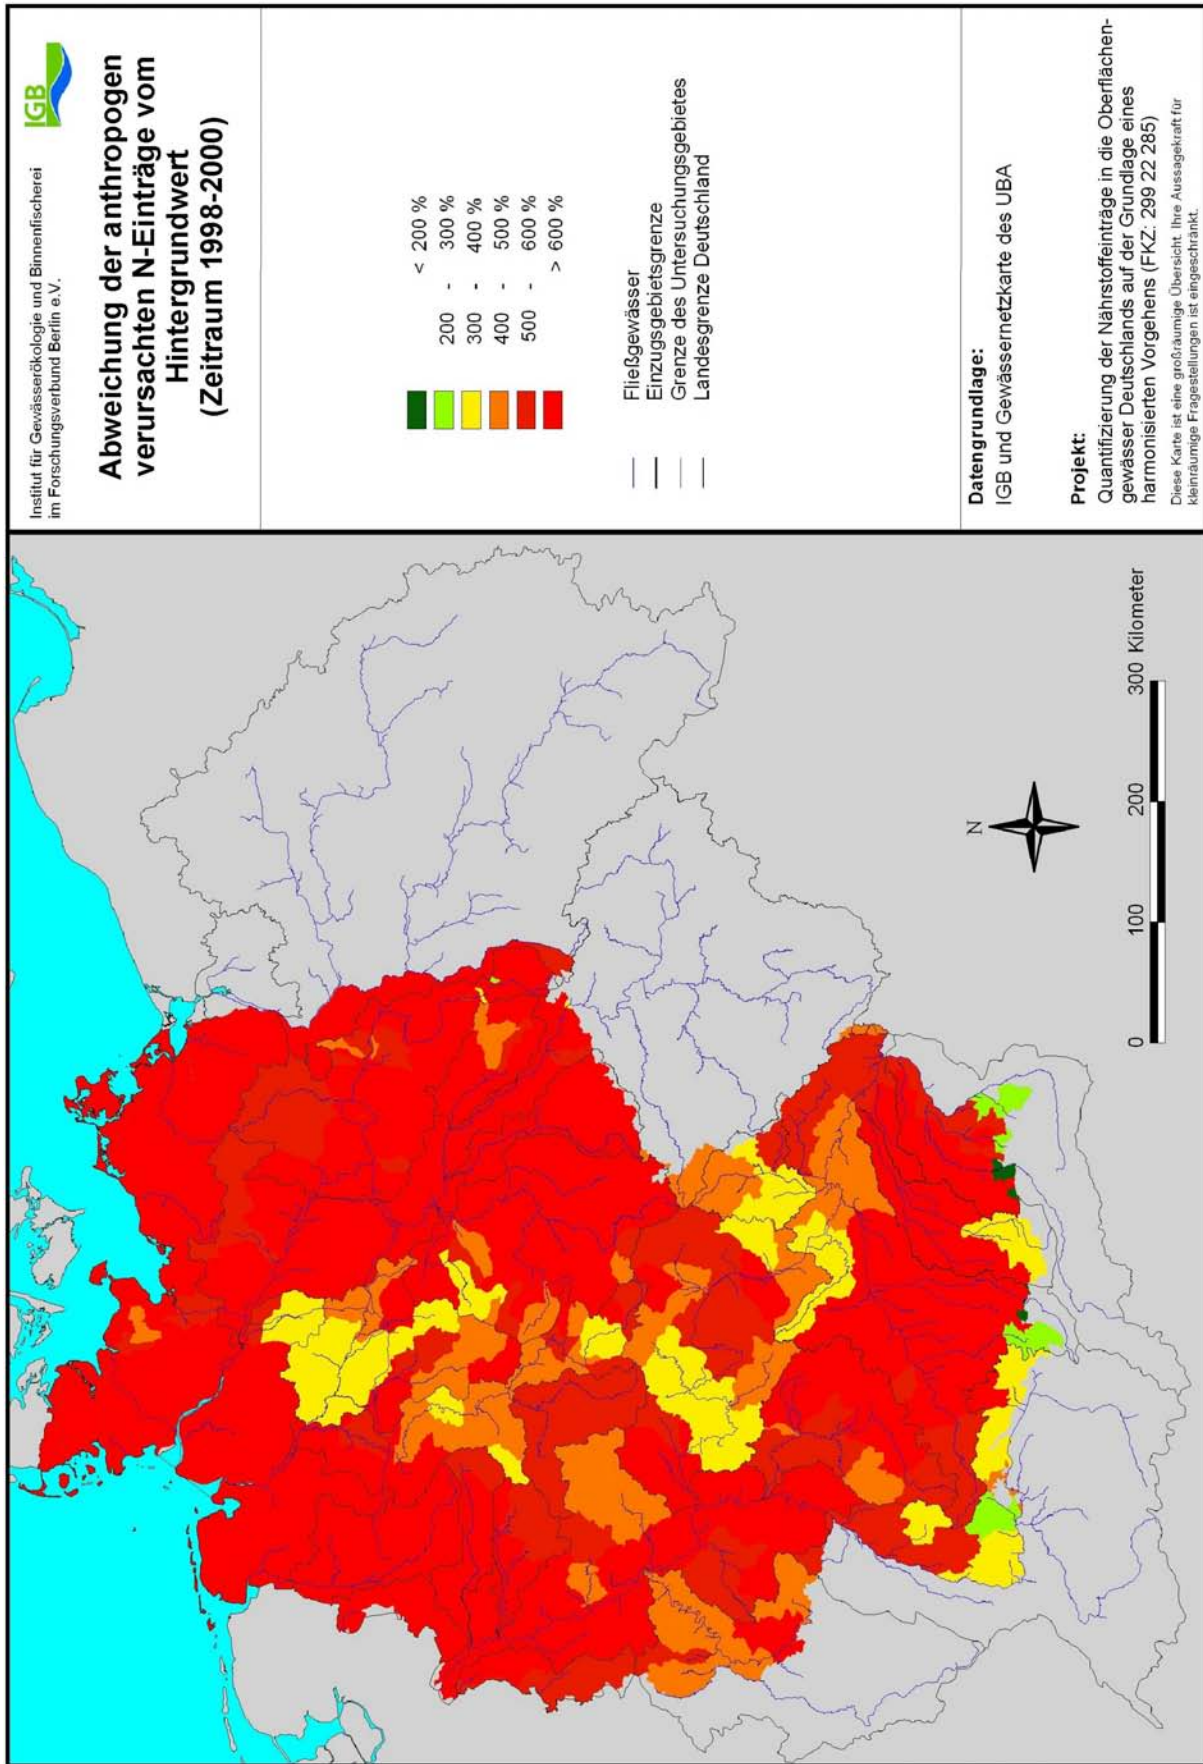 Institut für Gewässerökologie und Binnenfischerei
im Forschungsverbund Berlin e.V.
IGB
Abweichung der anthropogen
verursachten N-Einträge vom
Hintergrundwert
(Zeitraum 1998-2000)
< 200 %
200 - 300 %
300 - 400 %
400 - 500 %
500 - 600 %
> 600 %
Fließgewässer
Einzugsgebietsgrenze
Grenze des Untersuchungsgebietes
Landesgrenze Deutschland
Datengrundlage:
IGB und Gewässernetzkarte des UBA
Projekt:
Quantifizierung der Nährstoffeinträge in die Oberflächen-
gewässer Deutschlands auf der Grundlage eines
harmonisierten Vorgehens (FKZ: 299 22 285)
Diese Karte ist eine großräumige Übersicht. Ihre Aussagekraft für
kleinräumige Fragestellungen ist eingeschränkt.
N
0 100 200 300 Kilometer